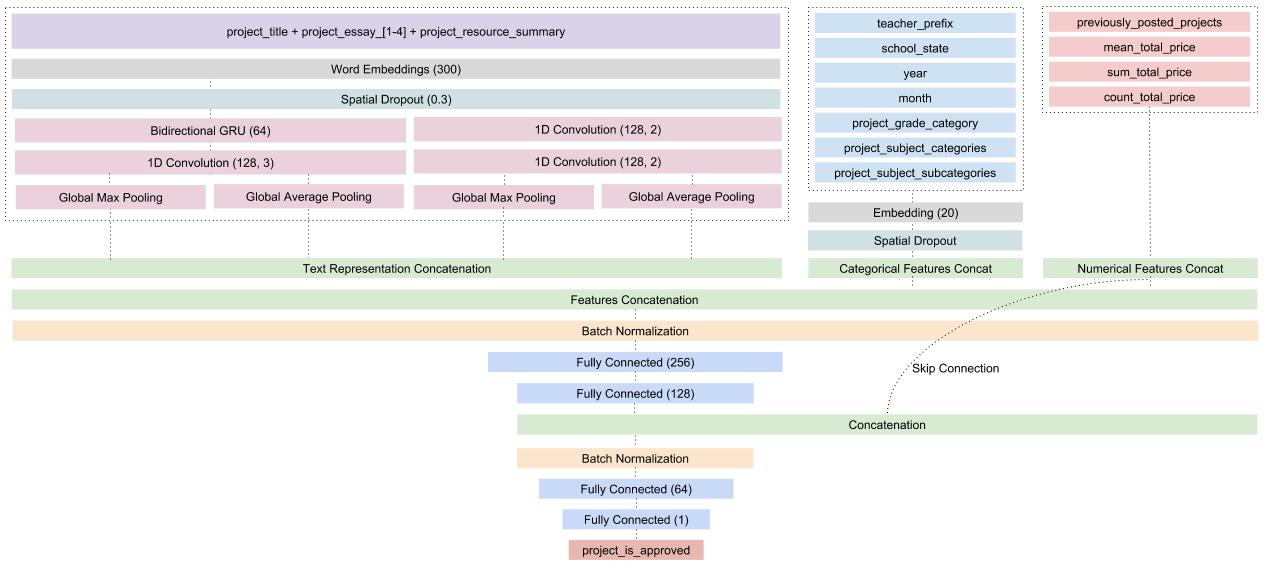 project_title + project_essay_[1-4] + project_resource_summary
Word Embeddings (300)
Spatial Dropout (0.3)
Bidirectional GRU (64)
1D Convolution (128, 2)
1D Convolution (128, 3)
1D Convolution (128, 2)
Global Max Pooling
Global Average Pooling
Global Max Pooling
Global Average Pooling
teacher_prefix
school_state
year
month
project_grade_category
project_subject_categories
project_subject_subcategories
Embedding (20)
Spatial Dropout
previously_posted_projects
mean_total_price
sum_total_price
count_total_price
Text Representation Concatenation
Categorical Features Concat
Numerical Features Concat
Features Concatenation
Batch Normalization
Fully Connected (256)
Skip Connection
Fully Connected (128)
Concatenation
Batch Normalization
Fully Connected (64)
Fully Connected (1)
project_is_approved